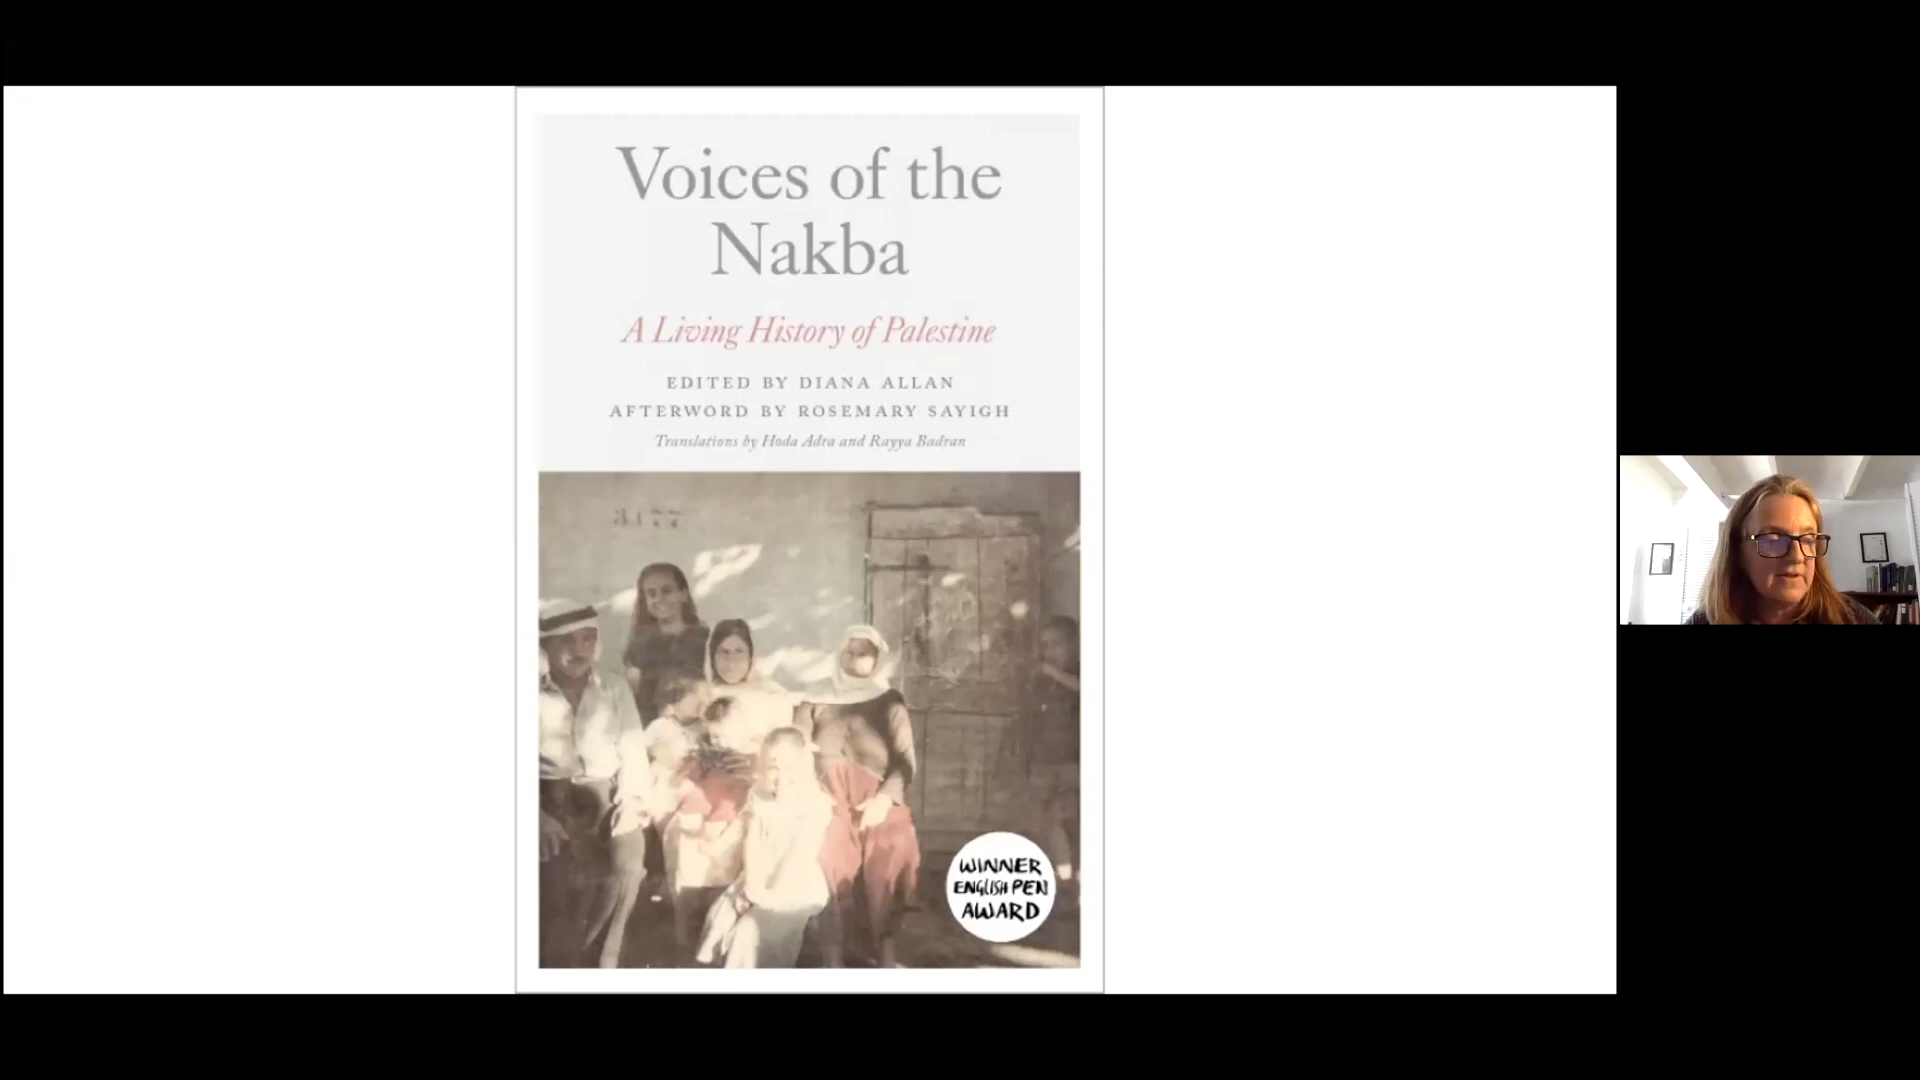 Voices of the
Nakba
A Living History of Palestine
EDITED BY DIANA ALLAN
AFTERWORD BY ROSEMARY SAYIGH
Translations by Hoda Adra and Rayya Badran
WINNER
ENGLISH PEN
AWARD